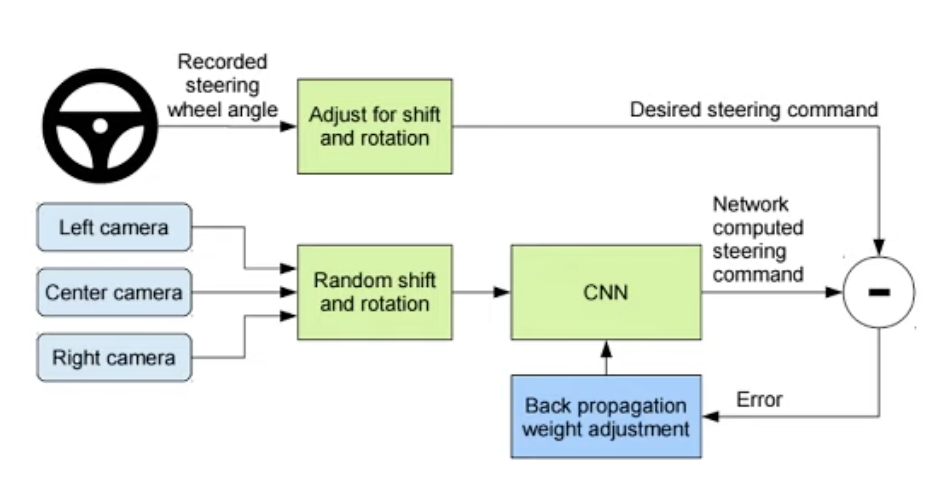 Recorded
steering
wheel angle
Adjust for shift
and rotation
Desired steering command
Left camera
Center camera
Right camera
Random shift
and rotation
CNN
Network
computed
steering
command
-
Back propagation
weight adjustment
Error